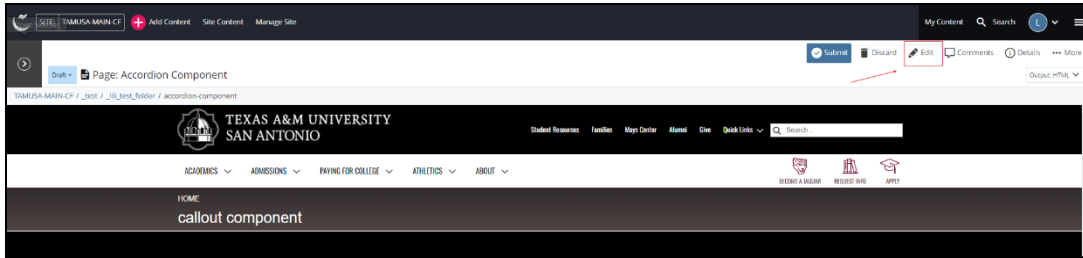 SITE: TAMUSA-MAIN-CF Add Content Site Content Manage Site My Content Search L
Submit Discard Edit Comments Details More
Draft Page: Accordion Component Output: HTML
TAMUSA-MAIN-CF / _test / _lili_test_folder / accordion-component
TEXAS A&M UNIVERSITY
SAN ANTONIO
Student Resources Families Mays Center Alumni Give Quick Links Search...
ACADEMICS ADMISSIONS PAYING FOR COLLEGE ATHLETICS ABOUT
BECOME A JAGUAR REQUEST INFO APPLY
HOME
callout component